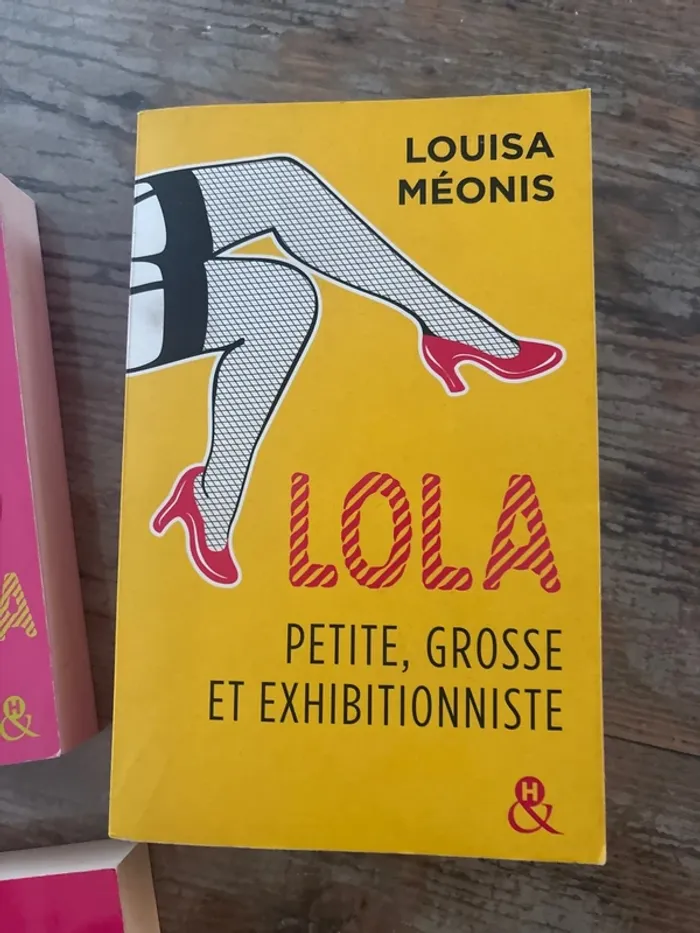 LOUISA
MÉONIS
LOLA
PETITE, GROSSE
ET EXHIBITIONNISTE
H
&
A
H
&